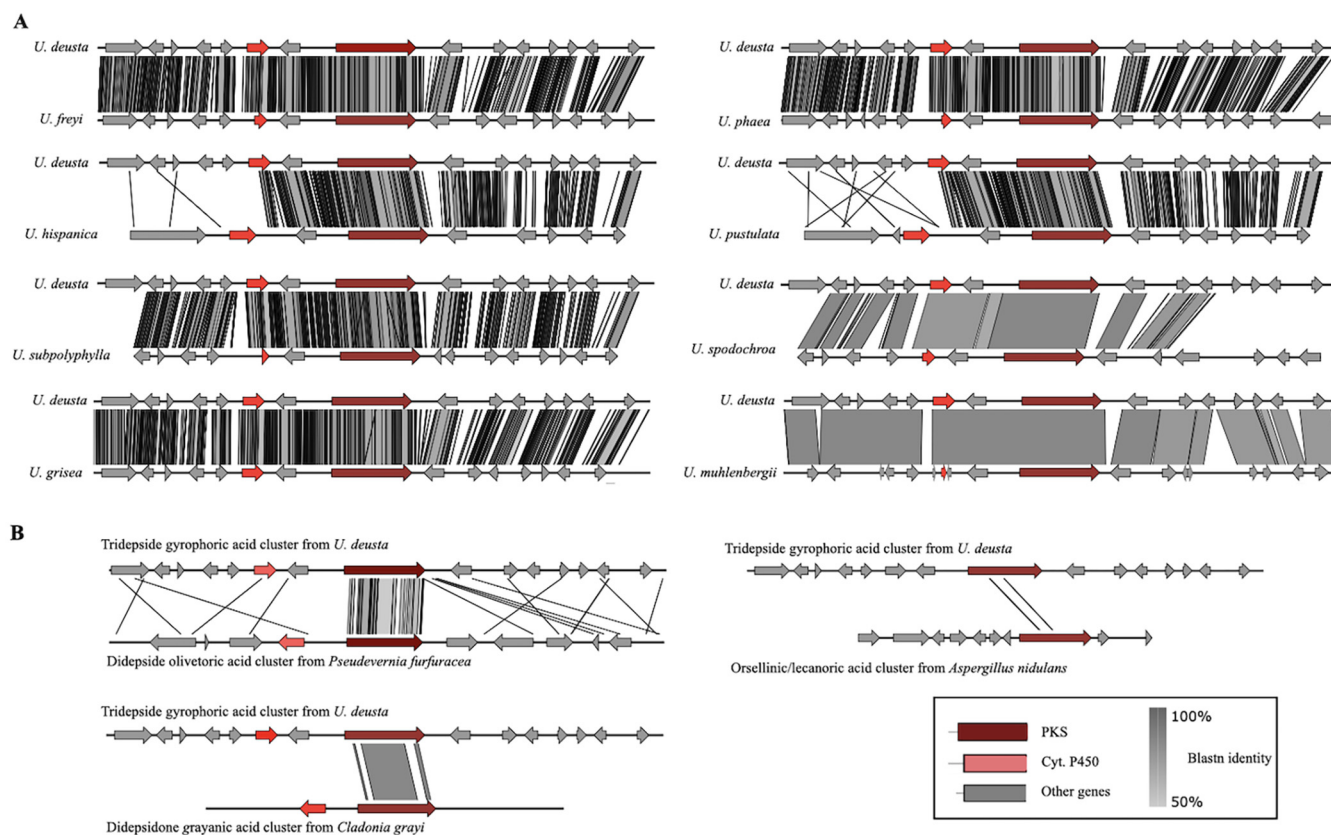 A
U. deusta
U. freyi
U. deusta
U. hispanica
U. deusta
U. subpolyphylla
U. deusta
U. grisea
U. deusta
U. phaea
U. deusta
U. pustulata
U. deusta
U. spodochroa
U. deusta
U. muhlenbergii
B
Tridepside gyrophoric acid cluster from U. deusta
Didepside olivetoric acid cluster from Pseudevernia furfuracea
Tridepside gyrophoric acid cluster from U. deusta
Didepsidone grayanic acid cluster from Cladonia grayi
Tridepside gyrophoric acid cluster from U. deusta
Orsellinic/lecanoric acid cluster from Aspergillus nidulans
PKS
Cyt. P450
Other genes
100%
Blastn identity
50%